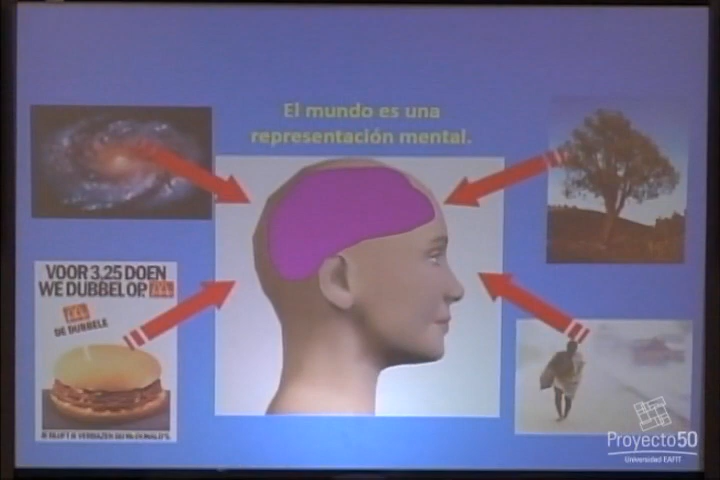 El mundo es una
representación mental.
VOOR 3,25 DOEN
WE DUBBEL OP
DE DUBBELE
Proyecto50
Universidad EAFIT